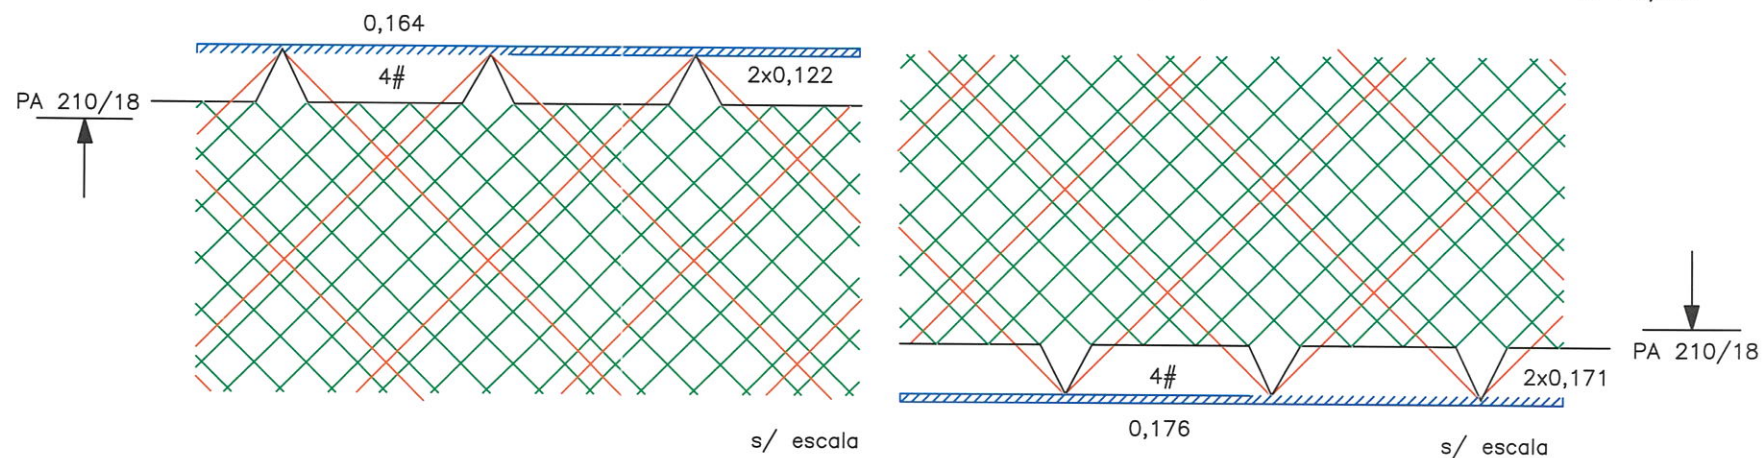 0,164
4#
2x0,122
PA 210/18
s/ escala
4#
2x0,171
PA 210/18
0,176
s/ escala